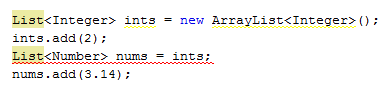 List<Integer> ints = new ArrayList<Integer>();
ints.add(2);
List<Number> nums = ints;
nums.add(3.14);